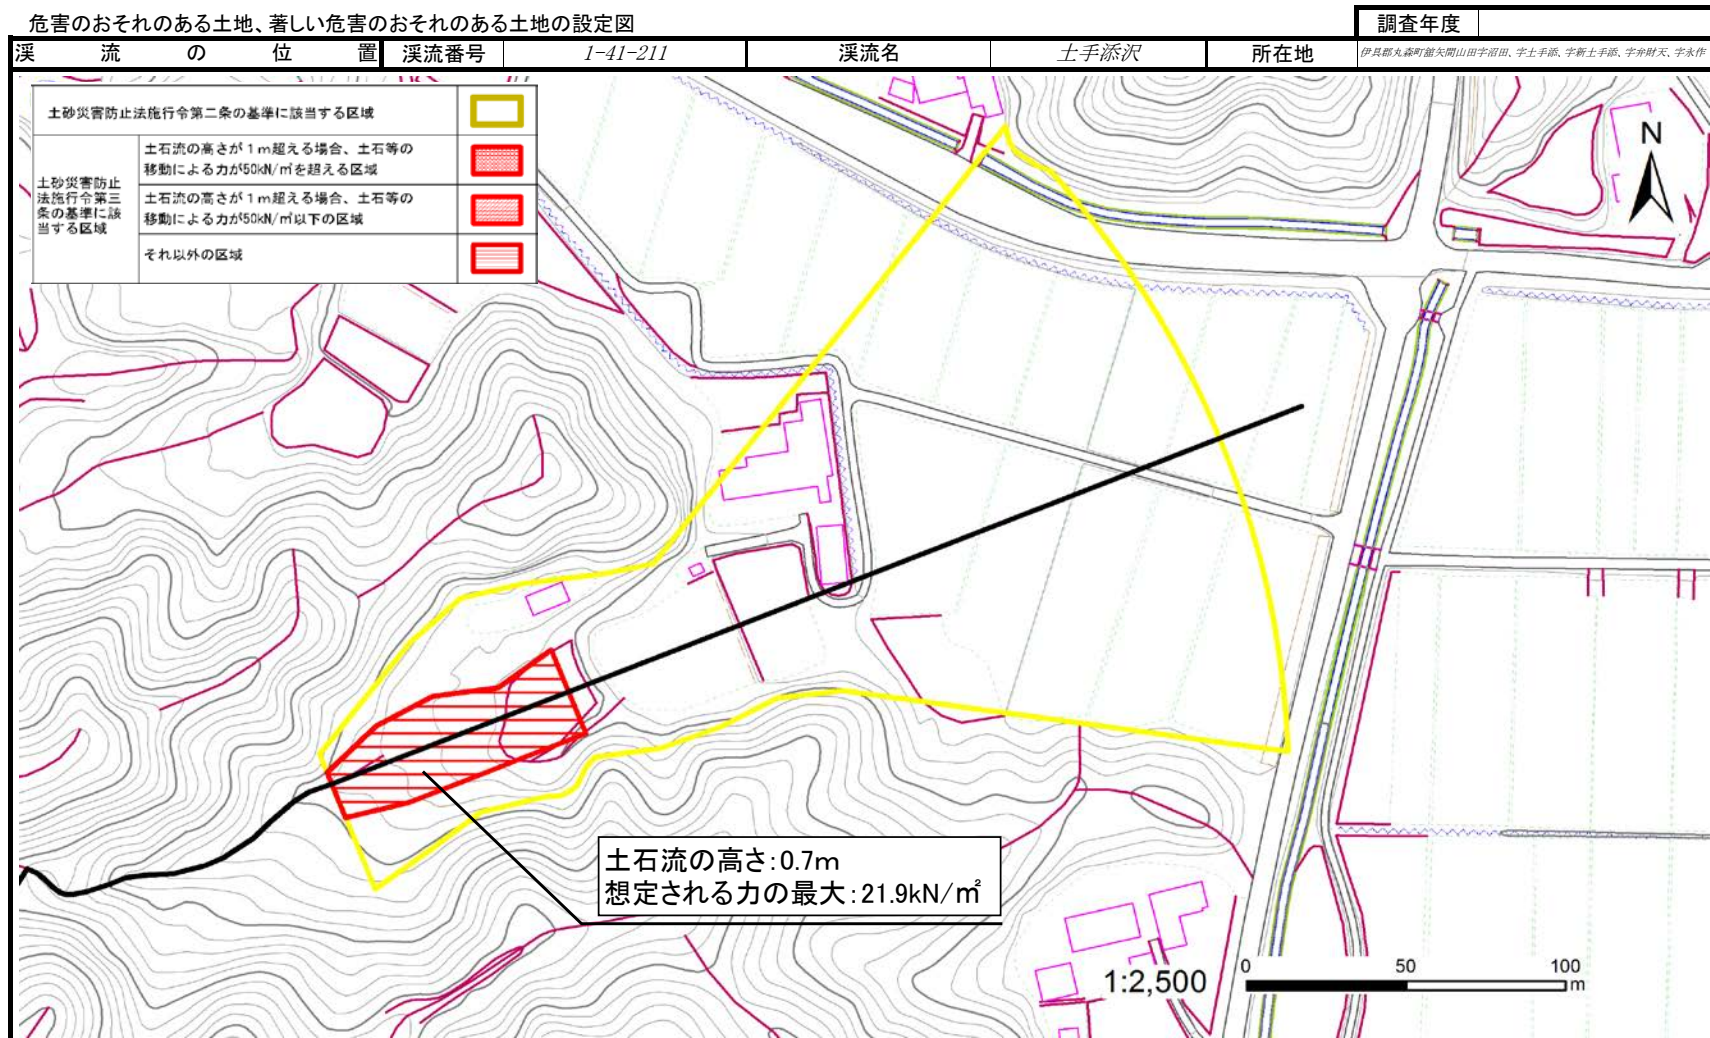 危害のおそれのある土地、著しい危害のおそれのある土地の設定図
調査年度
渓流の位置 渓流番号 1-41-211 渓流名 土手添沢 所在地 伊具郡丸森町舘矢間山田字沼田、字土手添、字新土手添、字弁財天、字永作
土砂災害防止法施行令第二条の基準に該当する区域
土砂災害防止
法施行令第三
条の基準に該
当する区域
土石流の高さが1m超える場合、土石等の
移動による力が50kN/㎡を超える区域
土石流の高さが1m超える場合、土石等の
移動による力が50kN/㎡以下の区域
それ以外の区域
N
土石流の高さ:0.7m
想定される力の最大:21.9kN/㎡
1:2,500
0 50 100
m